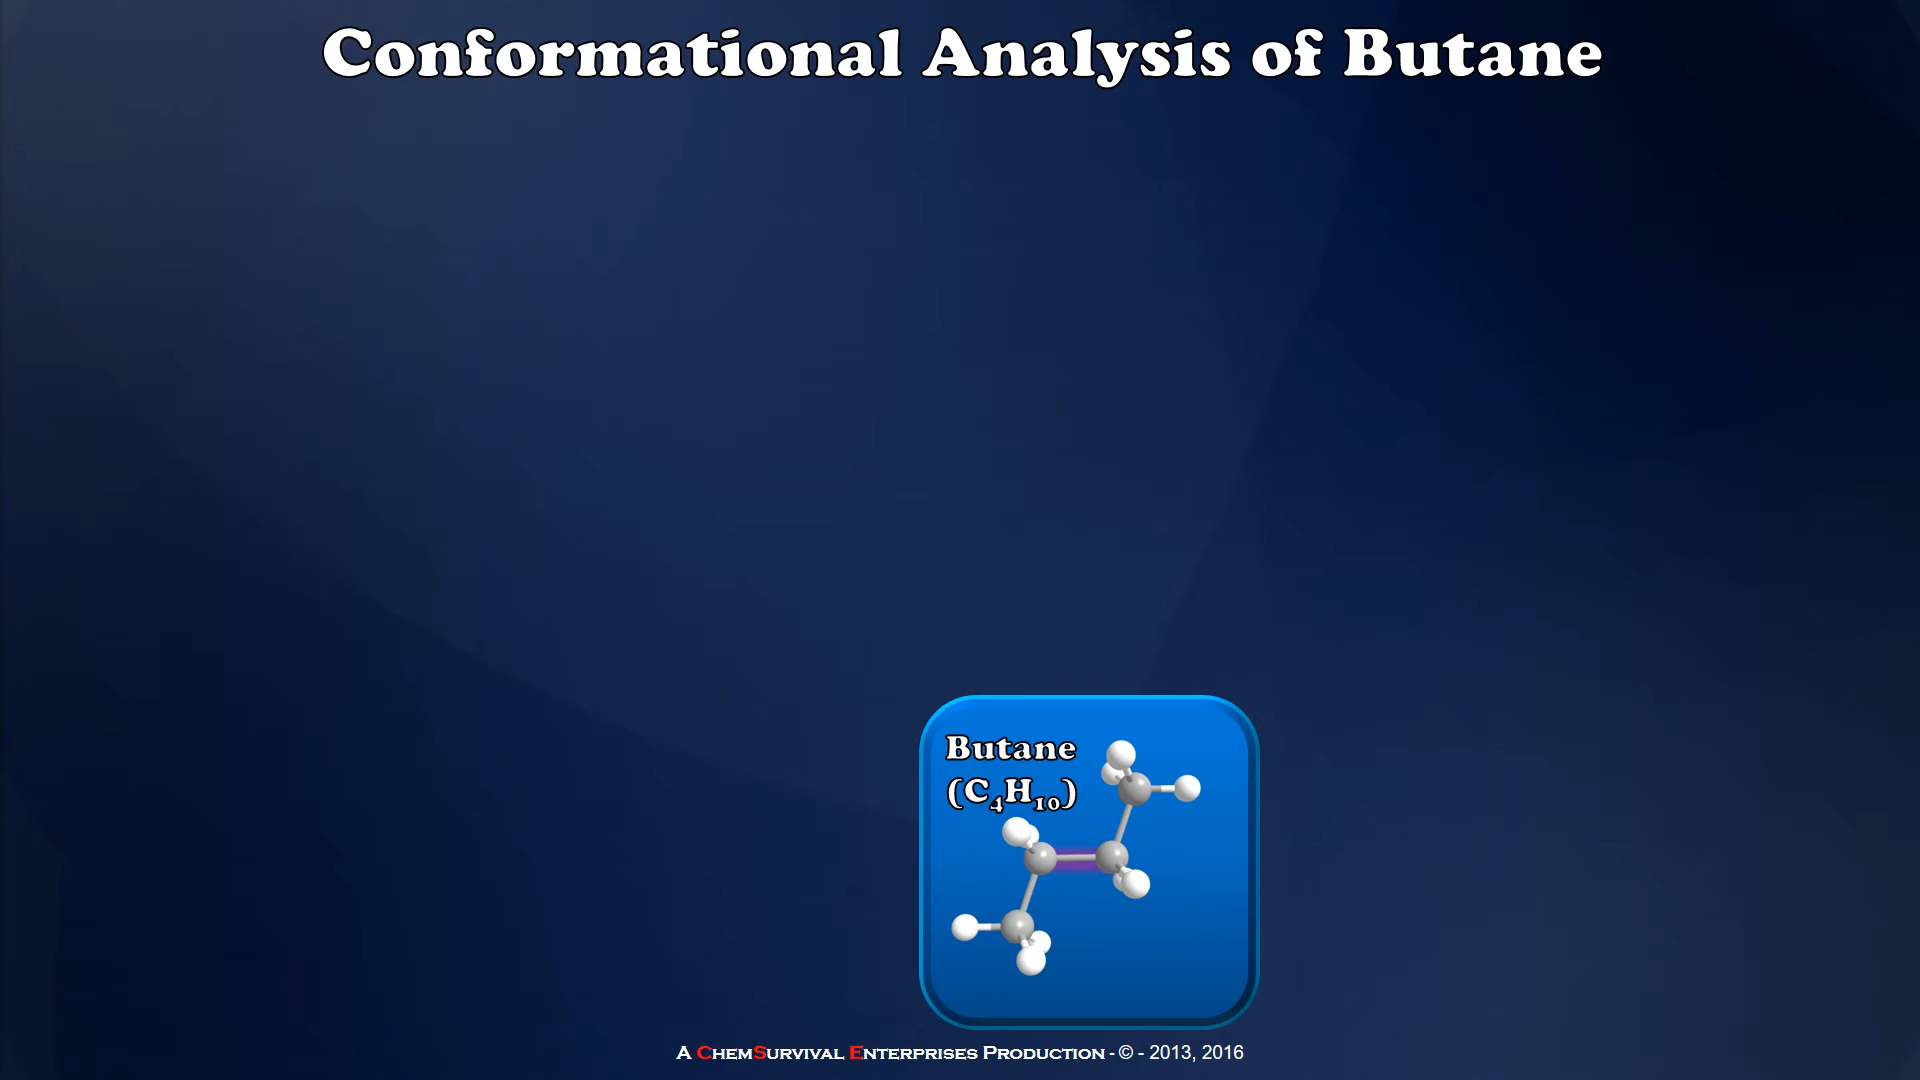 Conformational Analysis of Butane
Butane
(C₄H₁₀)
A ChemSurvival Enterprises Production - © - 2013, 2016